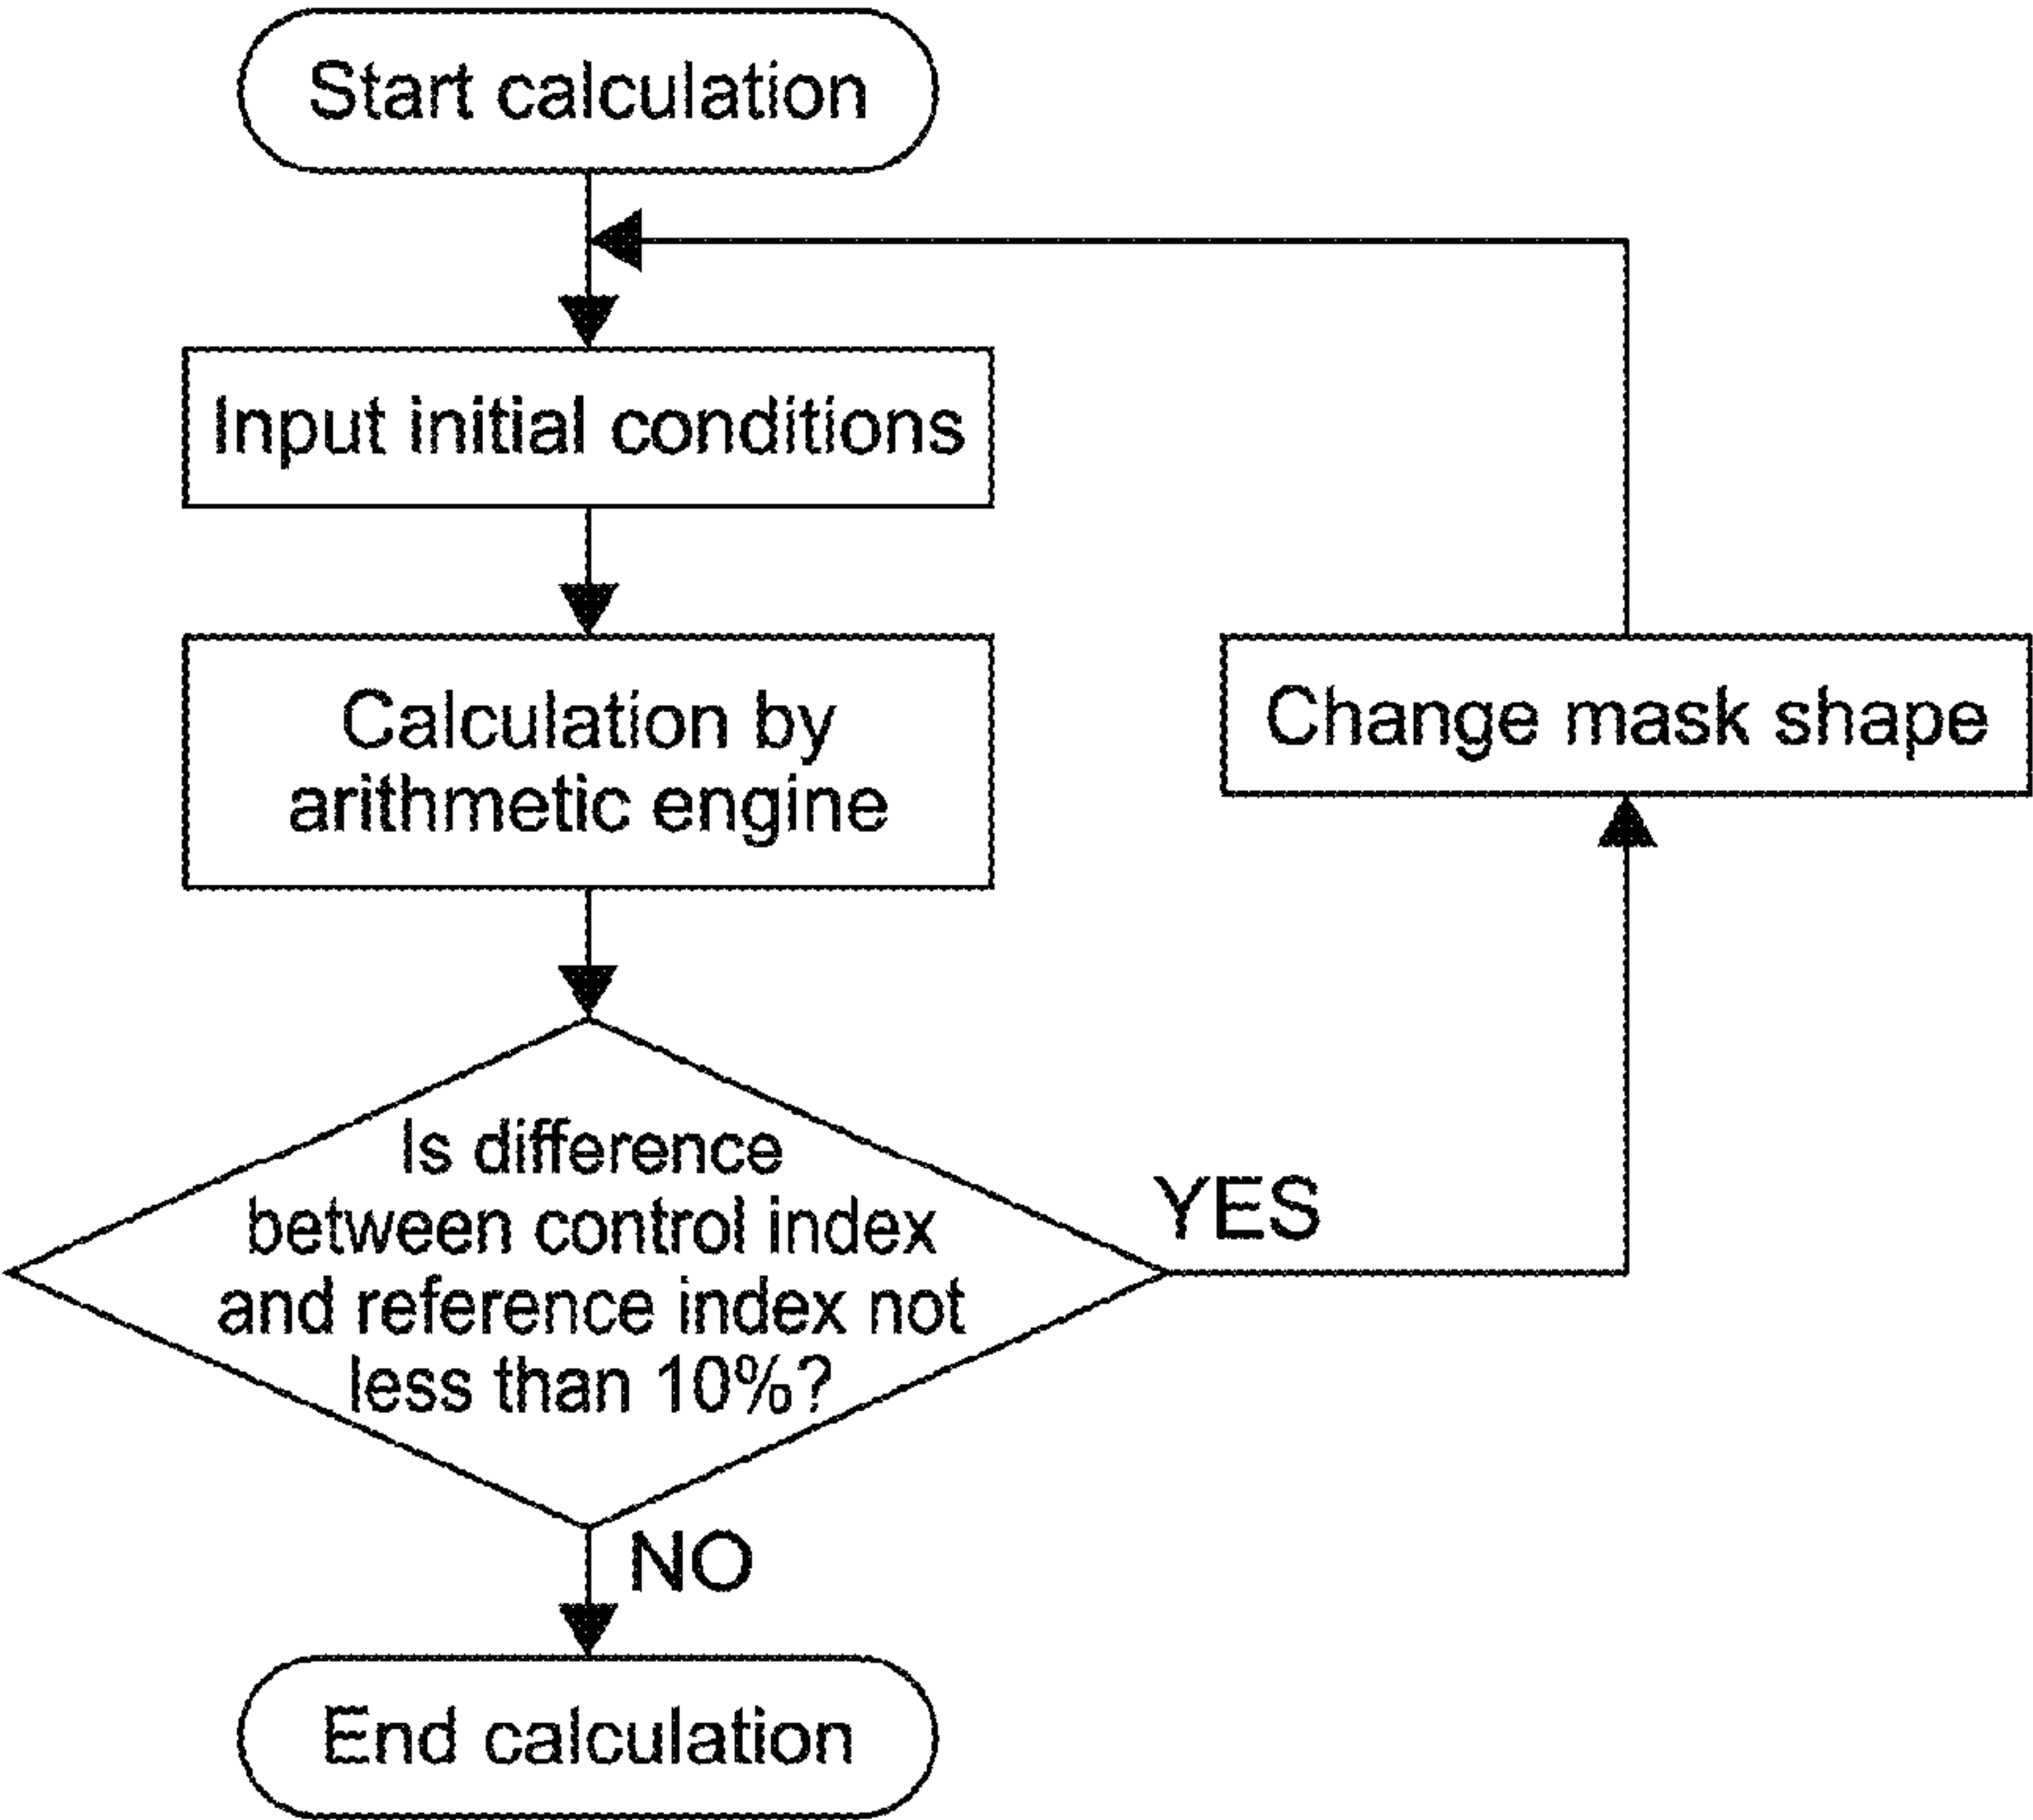 Start calculation
Input initial conditions
Calculation by
arithmetic engine
Change mask shape
Is difference
between control index
and reference index not
less than 10%?
YES
NO
End calculation